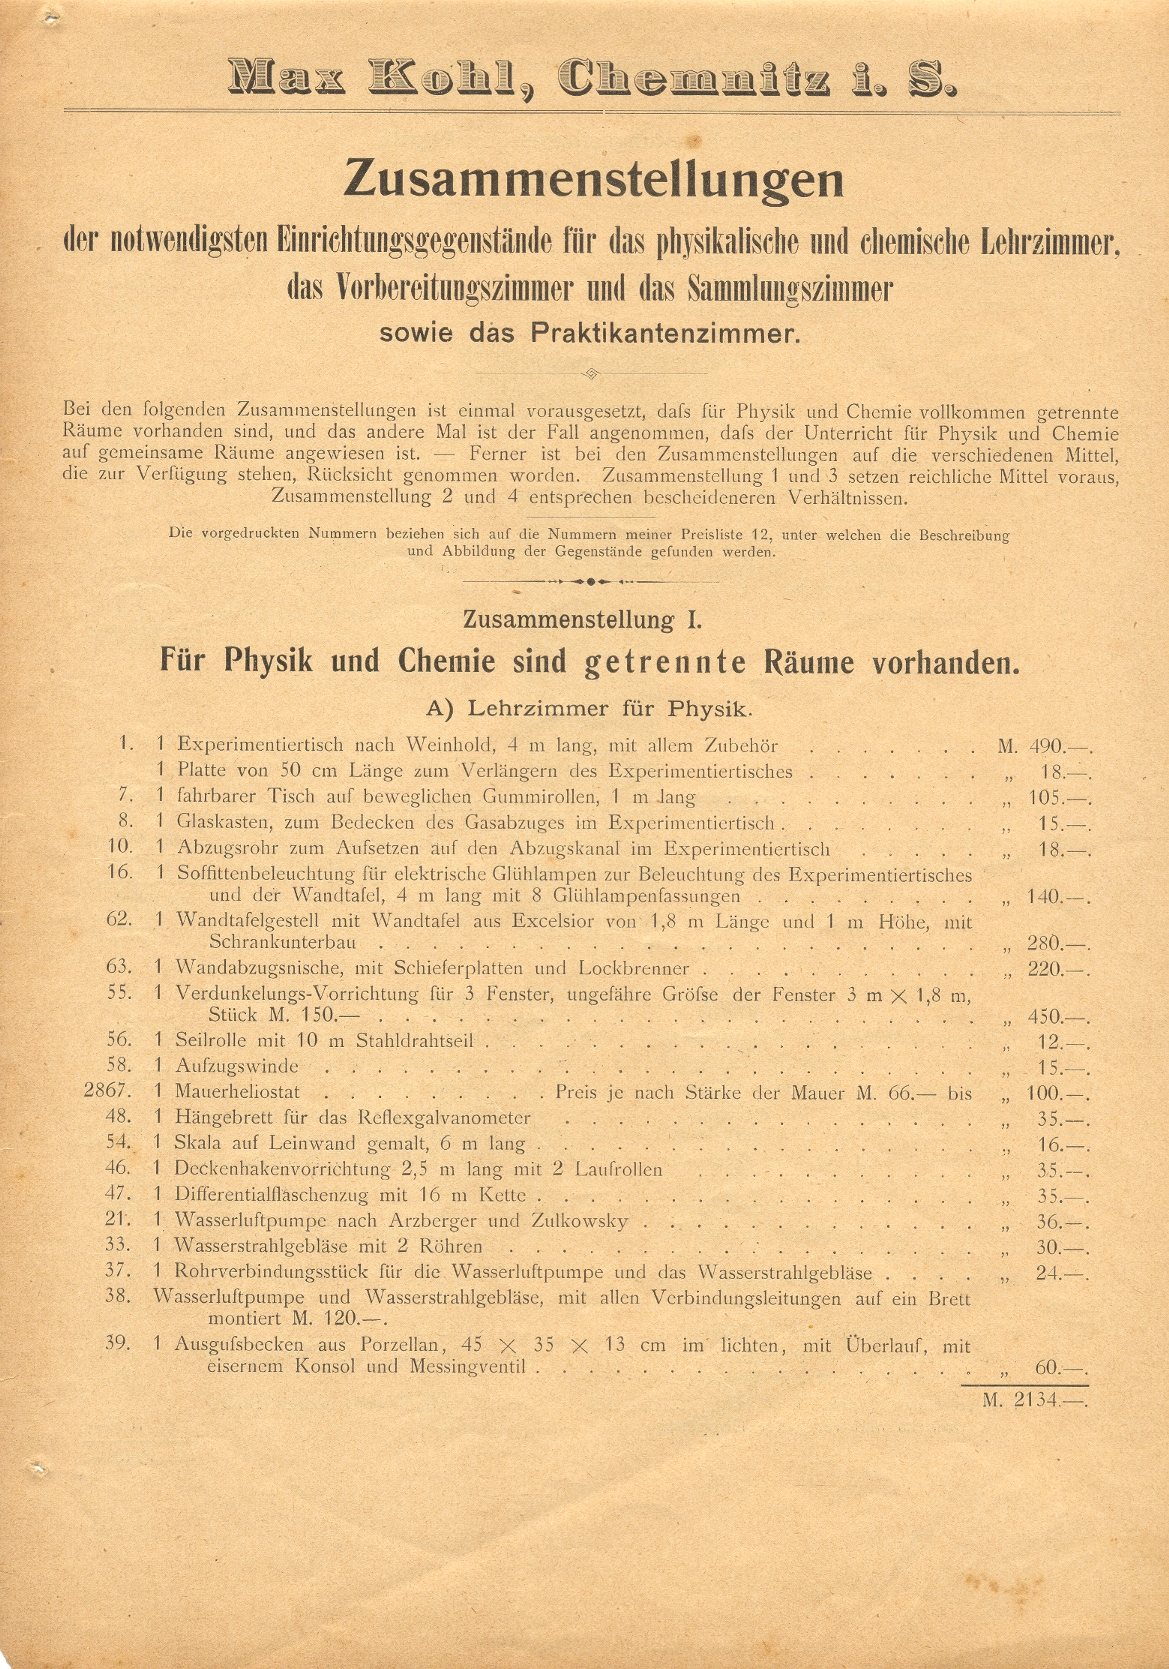 Max Kohl, Chemnitz i. S.
Zusammenstellungen
der notwendigsten Einrichtungsgegenstände für das physikalische und chemische Lehrzimmer,
das Vorbereitungszimmer und das Sammlungszimmer
sowie das Praktikantenzimmer.
Bei den folgenden Zusammenstellungen ist einmal vorausgesetzt, dafs für Physik und Chemie vollkommen getrennte
Räume vorhanden sind, und das andere Mal ist der Fall angenommen, dafs der Unterricht für Physik und Chemie
auf gemeinsame Räume angewiesen ist. — Ferner ist bei den Zusammenstellungen auf die verschiedenen Mittel,
die zur Verfügung stehen, Rücksicht genommen worden. Zusammenstellung 1 und 3 setzen reichliche Mittel voraus,
Zusammenstellung 2 und 4 entsprechen bescheideneren Verhältnissen.
Die vorgedruckten Nummern beziehen sich auf die Nummern meiner Preisliste 12, unter welchen die Beschreibung
und Abbildung der Gegenstände gefunden werden.
Zusammenstellung I.
Für Physik und Chemie sind getrennte Räume vorhanden.
A) Lehrzimmer für Physik.
1. 1 Experimentiertisch nach Weinhold, 4 m lang, mit allem Zubehör . . . . . . . M. 490.—.
1 Platte von 50 cm Länge zum Verlängern des Experimentiertisches . . . . . . . „ 18.—.
7. 1 fahrbarer Tisch auf beweglichen Gummirollen, 1 m lang . . . . . . . . . . „ 105.—.
8. 1 Glaskasten, zum Bedecken des Gasabzuges im Experimentiertisch . . . . . . . . „ 15.—.
10. 1 Abzugsrohr zum Aufsetzen auf den Abzugskanal im Experimentiertisch . . . . . „ 18.—.
16. 1 Soffittenbeleuchtung für elektrische Glühlampen zur Beleuchtung des Experimentiertisches
und der Wandtafel, 4 m lang mit 8 Glühlampenfassungen . . . . . . . . . „ 140.—.
62. 1 Wandtafelgestell mit Wandtafel aus Excelsior von 1,8 m Länge und 1 m Höhe, mit
Schrankunterbau . . . . . . . . . . . . . . . . . . . . . . . „ 280.—.
63. 1 Wandabzugsnische, mit Schieferplatten und Lockbrenner . . . . . . . . . . . „ 220.—.
55. 1 Verdunkelungs-Vorrichtung für 3 Fenster, ungefähre Gröfse der Fenster 3 m × 1,8 m,
Stück M. 150.— . . . . . . . . . . . . . . . . . . . . . . . „ 450.—.
56. 1 Seilrolle mit 10 m Stahldrahtseil . . . . . . . . . . . . . . . . . . . „ 12.—.
58. 1 Aufzugswinde . . . . . . . . . . . . . . . . . . . . . . . . . „ 15.—.
2867. 1 Mauerheliostat . . . . . . . . . Preis je nach Stärke der Mauer M. 66.— bis „ 100.—.
48. 1 Hängebrett für das Reflexgalvanometer . . . . . . . . . . . . . . . . „ 35.—.
54. 1 Skala auf Leinwand gemalt, 6 m lang . . . . . . . . . . . . . . . . . „ 16.—.
46. 1 Deckenhakenvorrichtung 2,5 m lang mit 2 Laufrollen . . . . . . . . . . . „ 35.—.
47. 1 Differentialflaschenzug mit 16 m Kette . . . . . . . . . . . . . . . . . „ 35.—.
21. 1 Wasserluftpumpe nach Arzberger und Zulkowsky . . . . . . . . . . . . . „ 36.—.
33. 1 Wasserstrahlgebläse mit 2 Röhren . . . . . . . . . . . . . . . . . . „ 30.—.
37. 1 Rohrverbindungsstück für die Wasserluftpumpe und das Wasserstrahlgebläse . . . . „ 24.—.
38. Wasserluftpumpe und Wasserstrahlgebläse, mit allen Verbindungsleitungen auf ein Brett
montiert M. 120.—.
39. 1 Ausgufsbecken aus Porzellan, 45 × 35 × 13 cm im lichten, mit Überlauf, mit
eisernem Konsol und Messingventil . . . . . . . . . . . . . . . . . „ 60.—.
M. 2134.—.